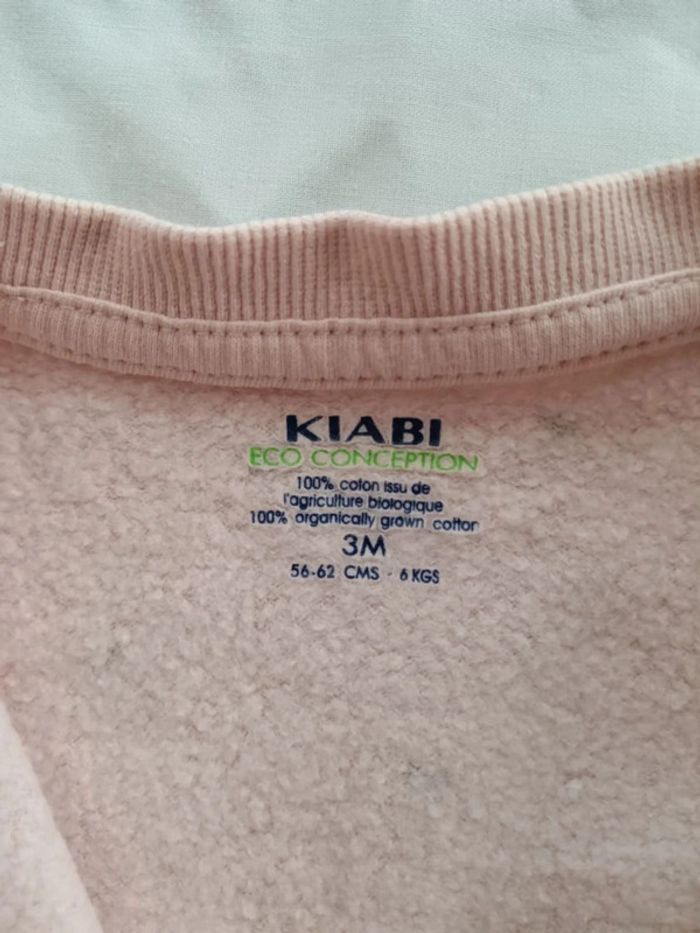 KIABI
ECO CONCEPTION
100% coton issu de
l'agriculture biologique
100% organically grown cotton
3M
56-62 CMS - 6 KGS